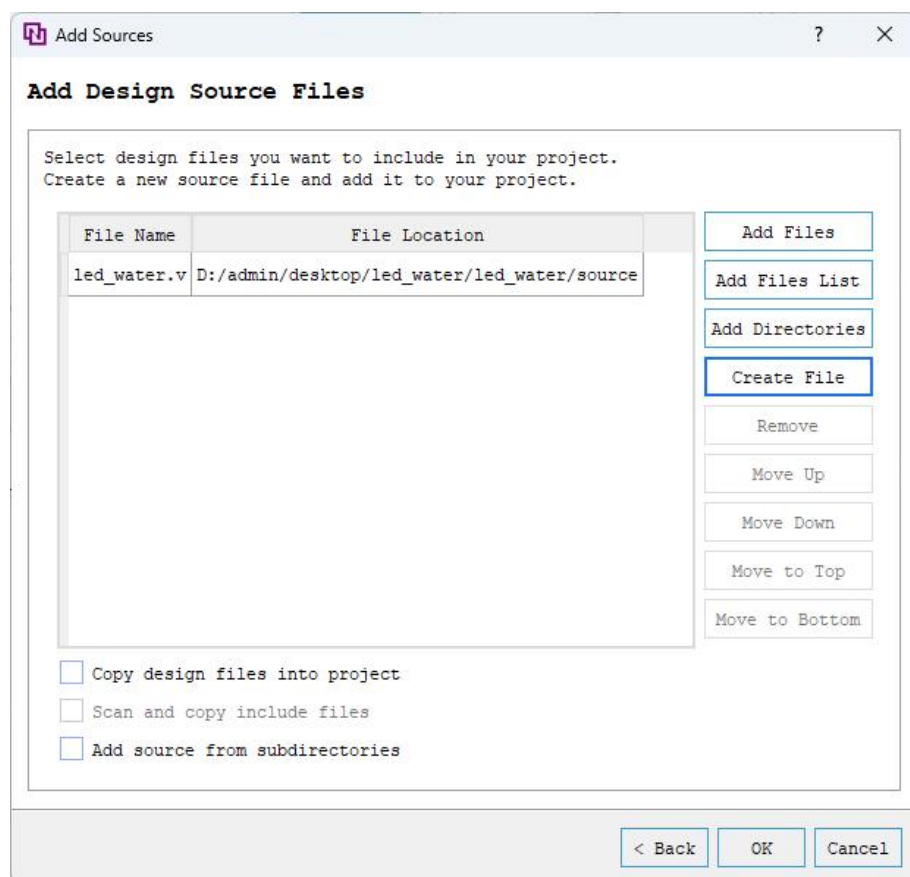 Add Sources
?
Add Design Source Files
Select design files you want to include in your project.
Create a new source file and add it to your project.
File Name File Location
led_water.v D:/admin/desktop/led_water/led_water/source
Add Files
Add Files List
Add Directories
Create File
Remove
Move Up
Move Down
Move to Top
Move to Bottom
Copy design files into project
Scan and copy include files
Add source from subdirectories
< Back OK Cancel